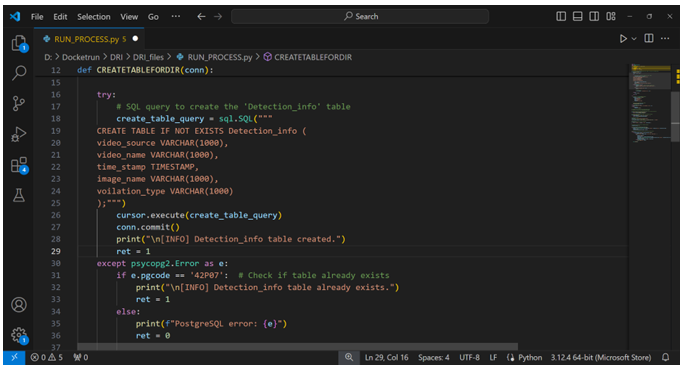 File Edit Selection View Go ··· Search
RUN_PROCESS.py 5
D: > Docketrun > DRI > DRI_files > RUN_PROCESS.py > CREATETABLEFORDIR
12 def CREATETABLEFORDIR(conn):
15
16 try:
17 # SQL query to create the 'Detection_info' table
18 create_table_query = sql.SQL("""
19 CREATE TABLE IF NOT EXISTS Detection_info (
20 video_source VARCHAR(1000),
21 video_name VARCHAR(1000),
22 time_stamp TIMESTAMP,
23 image_name VARCHAR(1000),
24 voilation_type VARCHAR(1000)
25 );""")
26 cursor.execute(create_table_query)
27 conn.commit()
28 print("\n[INFO] Detection_info table created.")
29 ret = 1
30 except psycopg2.Error as e:
31 if e.pgcode == '42P07': # Check if table already exists
32 print("\n[INFO] Detection_info table already exists.")
33 ret = 1
34 else:
35 print(f"PostgreSQL error: {e}")
36 ret = 0
37
1
4
1
0 5 0 Ln 29, Col 16 Spaces: 4 UTF-8 LF Python 3.12.4 64-bit (Microsoft Store)